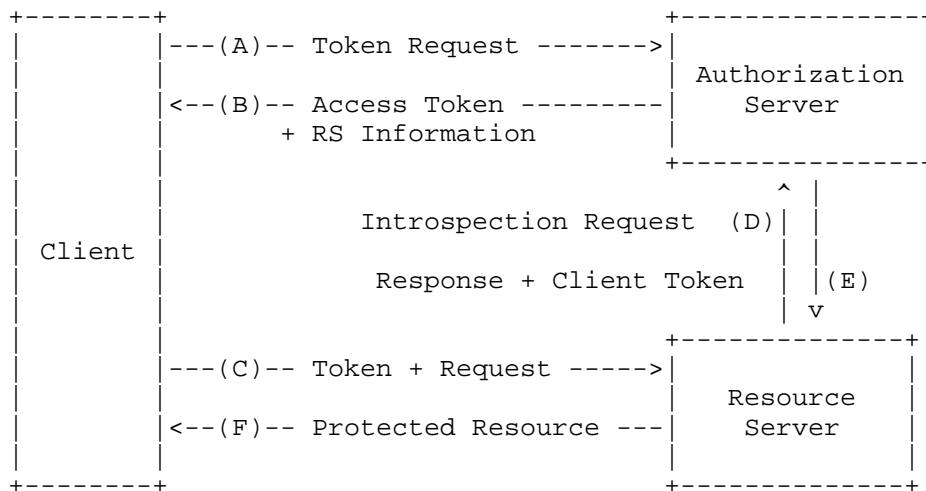 ---(A)-- Token Request ------->
Authorization
<--(B)-- Access Token ---------
Server
+ RS Information
Introspection Request (D)
Client
Response + Client Token (E)
---(C)-- Token + Request ----->
Resource
<--(F)-- Protected Resource ---
Server